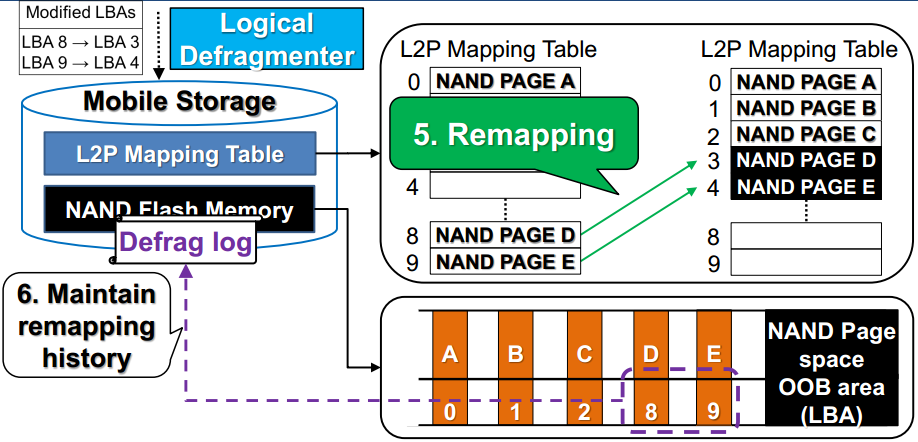 Modified LBAs
LBA 8 → LBA 3
LBA 9 → LBA 4
Logical
Defragmenter
Mobile Storage
L2P Mapping Table
NAND Flash Memory
Defrag log
6. Maintain
remapping
history
L2P Mapping Table
0 NAND PAGE A
5. Remapping
4
8 NAND PAGE D
9 NAND PAGE E
L2P Mapping Table
0 NAND PAGE A
1 NAND PAGE B
2 NAND PAGE C
3 NAND PAGE D
4 NAND PAGE E
8
9
A B C D E
0 1 2 8 9
NAND Page
space
OOB area
(LBA)